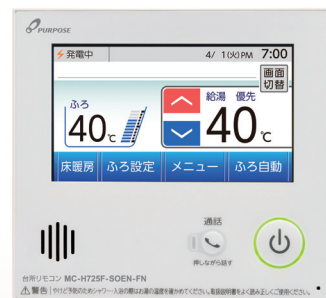 PURPOSE
発電中 4/ 1(火)PM 7:00
画面
切替
ふろ 給湯 優先
40℃ 40℃
床暖房 ふろ設定 メニュー ふろ自動
通話
押しながら話す
台所リモコン MC-H725F-SOEN-FN
警告 やけど予防のためシャワー・入浴の際はお湯の温度を確かめてください。取扱説明書をよく読み正しくご使用ください。